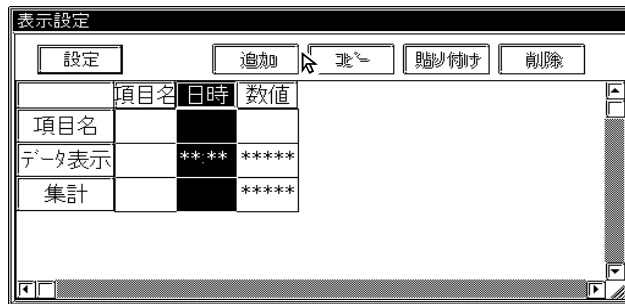 表示設定
設定 追加 ｺﾋﾟｰ 貼り付け 削除
項目名 日時 数値
項目名
ﾃﾞｰﾀ表示 **:** *****
集計 *****